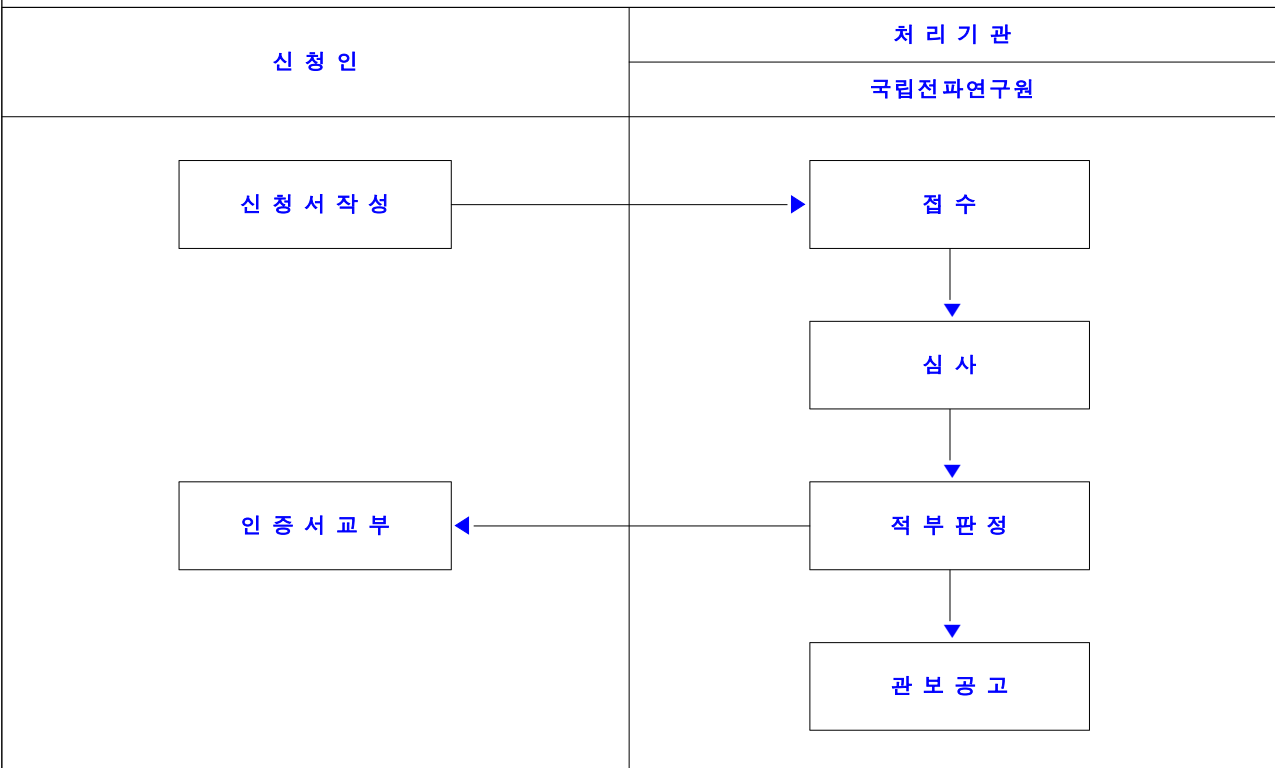 신 청 인
처 리 기 관
국립전파연구원
신 청 서 작 성
접 수
심 사
인 증 서 교 부
적 부 판 정
관 보 공 고